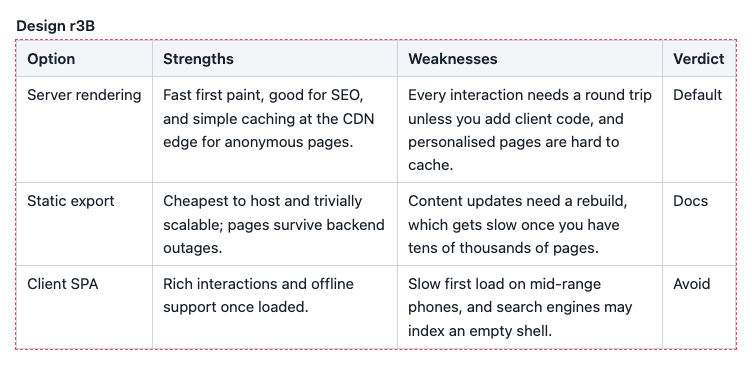 Design r3B
Option Strengths Weaknesses Verdict
Server rendering
Fast first paint, good for SEO,
and simple caching at the CDN
edge for anonymous pages.
Every interaction needs a round trip
unless you add client code, and
personalised pages are hard to
cache.
Default
Static export
Cheapest to host and trivially
scalable; pages survive backend
outages.
Content updates need a rebuild,
which gets slow once you have
tens of thousands of pages.
Docs
Client SPA
Rich interactions and offline
support once loaded.
Slow first load on mid-range
phones, and search engines may
index an empty shell.
Avoid